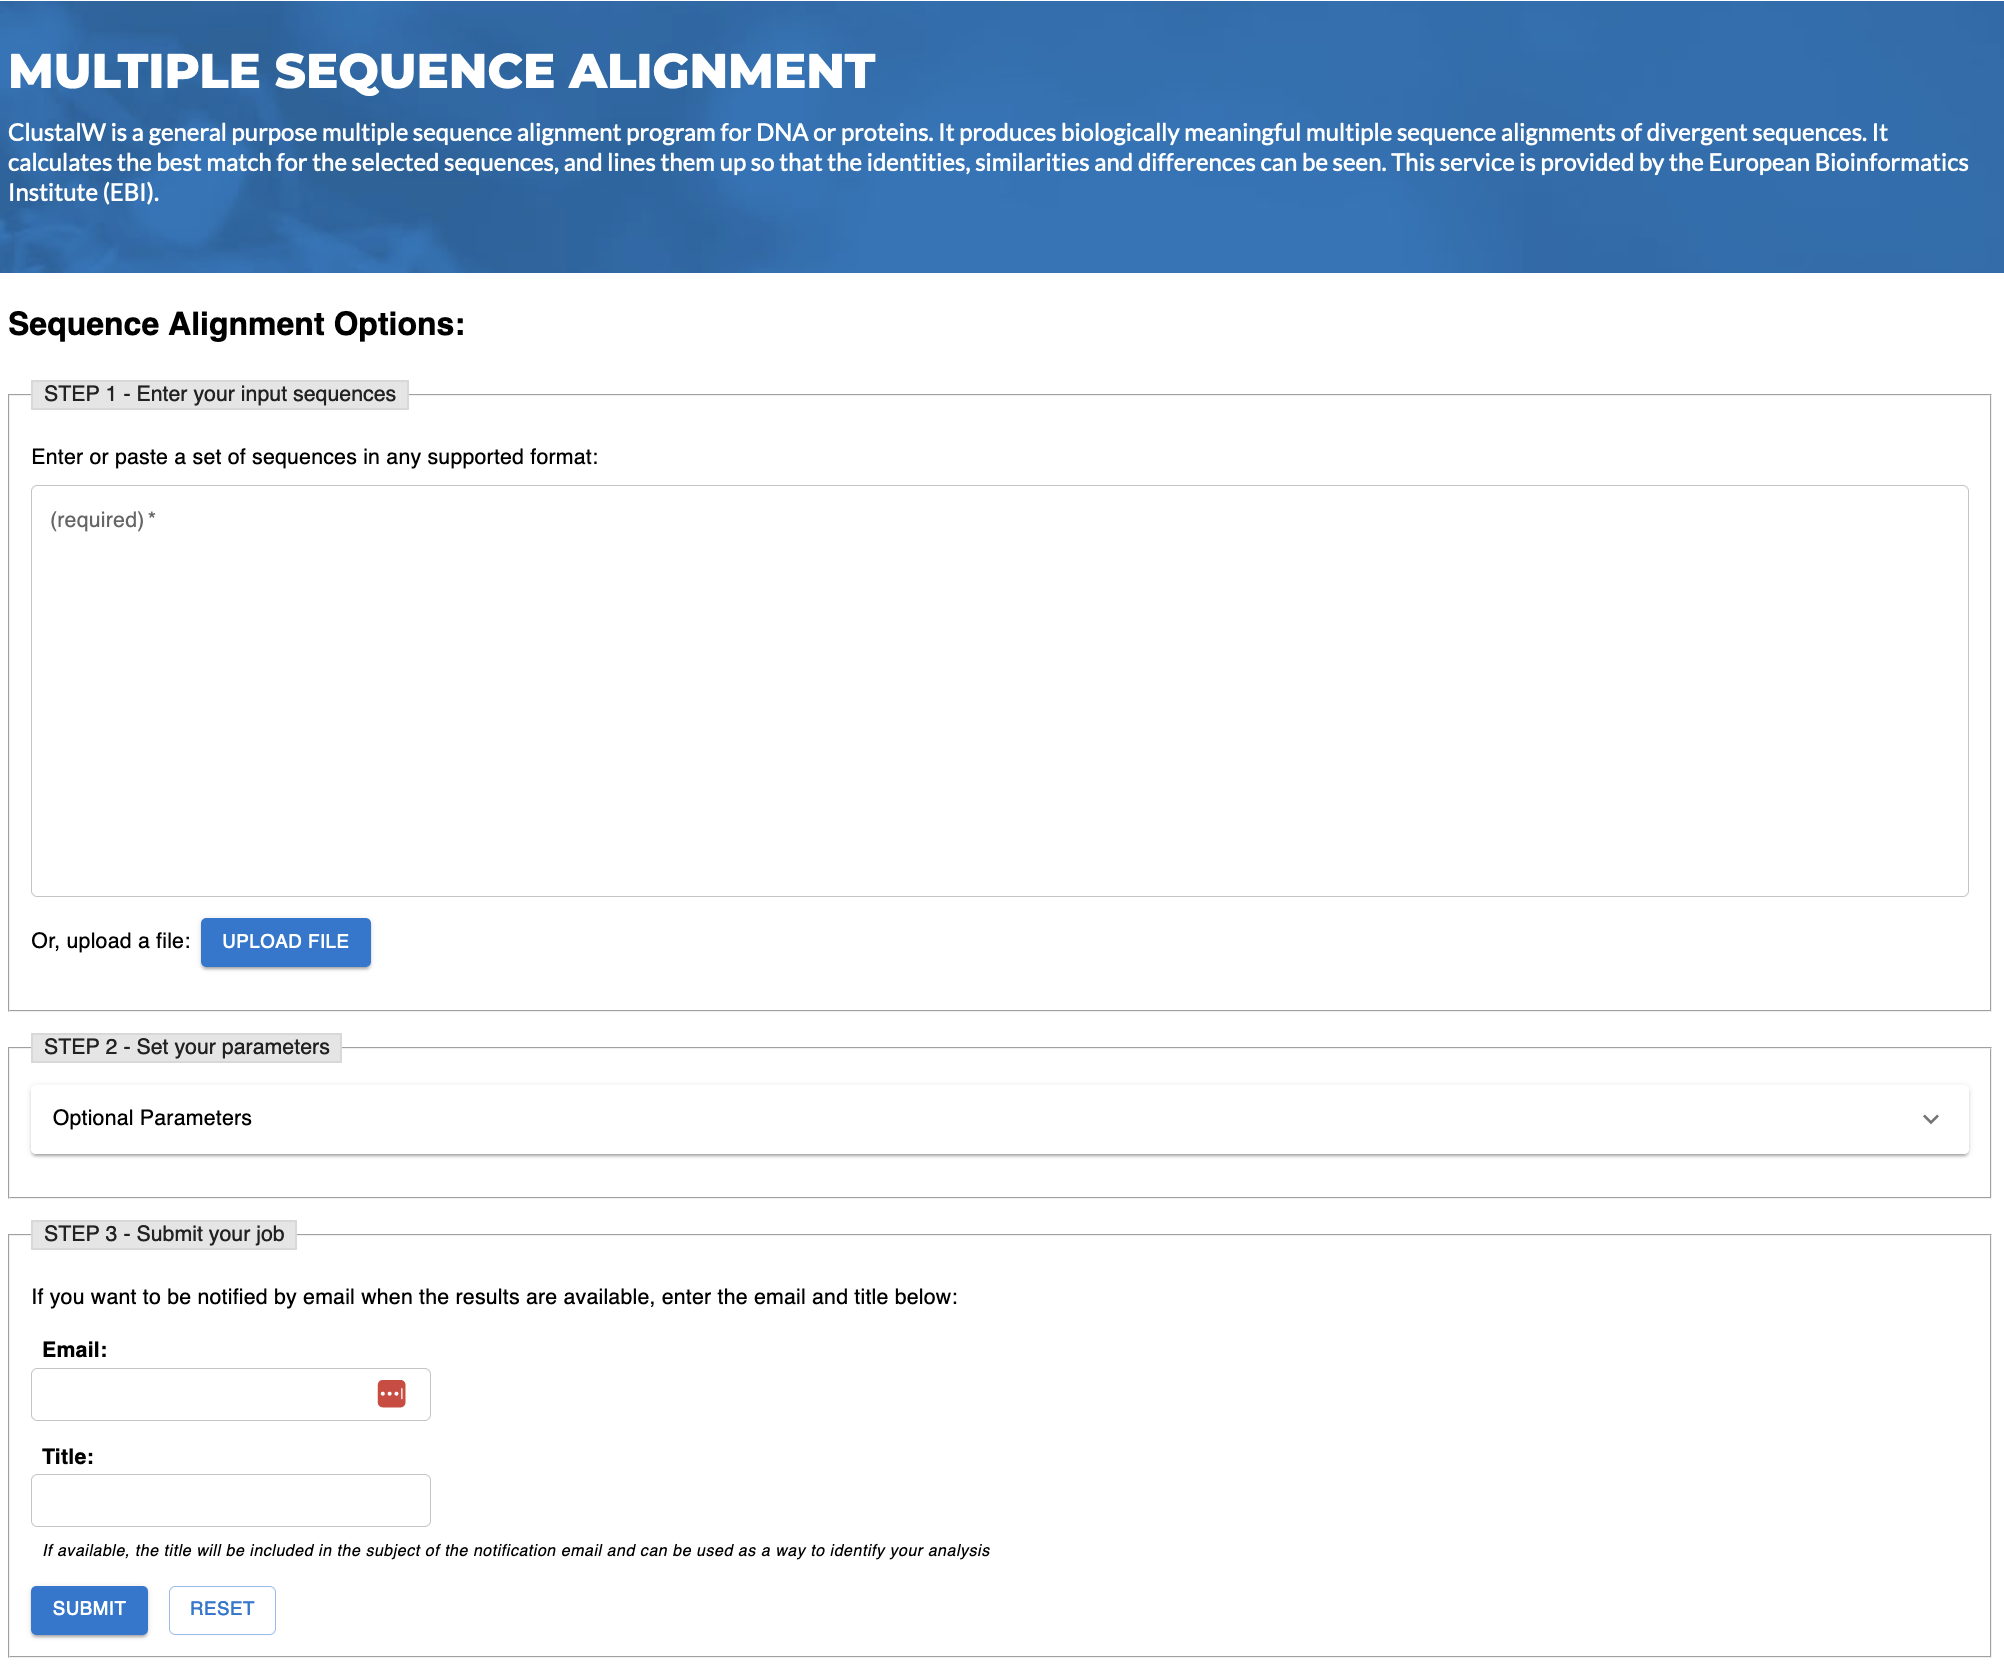 MULTIPLE SEQUENCE ALIGNMENT
ClustalW is a general purpose multiple sequence alignment program for DNA or proteins. It produces biologically meaningful multiple sequence alignments of divergent sequences. It
calculates the best match for the selected sequences, and lines them up so that the identities, similarities and differences can be seen. This service is provided by the European Bioinformatics
Institute (EBI).
Sequence Alignment Options:
STEP 1 - Enter your input sequences
Enter or paste a set of sequences in any supported format:
(required) *
Or, upload a file: UPLOAD FILE
STEP 2 - Set your parameters
Optional Parameters
STEP 3 - Submit your job
If you want to be notified by email when the results are available, enter the email and title below:
Email:
Title:
If available, the title will be included in the subject of the notification email and can be used as a way to identify your analysis
SUBMIT RESET